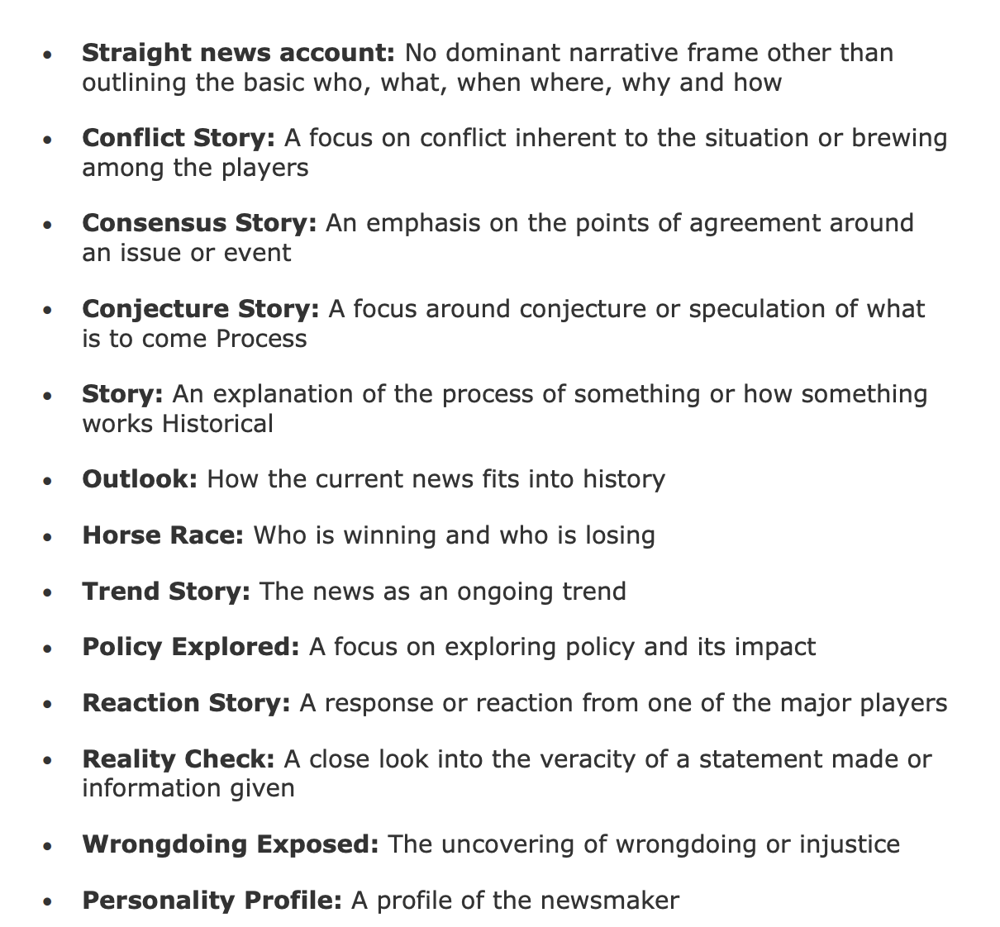 • Straight news account: No dominant narrative frame other than
outlining the basic who, what, when where, why and how
• Conflict Story: A focus on conflict inherent to the situation or brewing
among the players
• Consensus Story: An emphasis on the points of agreement around
an issue or event
• Conjecture Story: A focus around conjecture or speculation of what
is to come Process
• Story: An explanation of the process of something or how something
works Historical
• Outlook: How the current news fits into history
• Horse Race: Who is winning and who is losing
• Trend Story: The news as an ongoing trend
• Policy Explored: A focus on exploring policy and its impact
• Reaction Story: A response or reaction from one of the major players
• Reality Check: A close look into the veracity of a statement made or
information given
• Wrongdoing Exposed: The uncovering of wrongdoing or injustice
• Personality Profile: A profile of the newsmaker